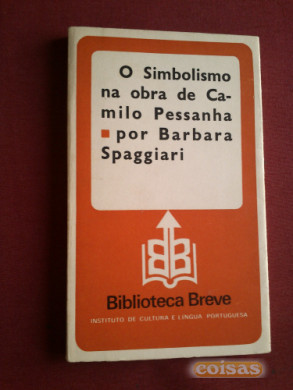 O Simbolismo
na obra de Ca-
milo Pessanha
▪ por Barbara
Spaggiari
Biblioteca Breve
INSTITUTO DE CULTURA E LÍNGUA PORTUGUESA
coisas